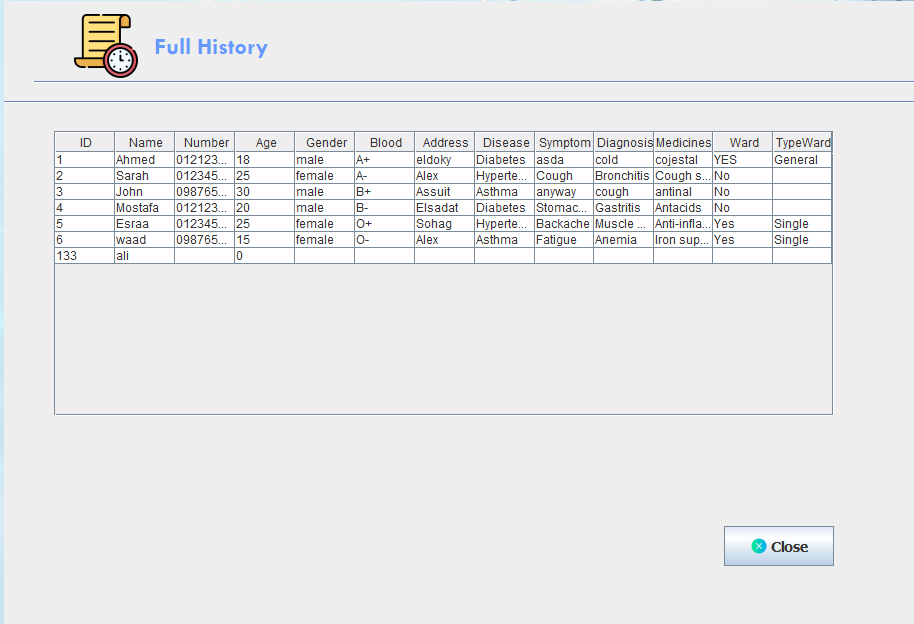 Full History
ID Name Number Age Gender Blood Address Disease Symptom Diagnosis Medicines Ward TypeWard
1 Ahmed 012123... 18 male A+ eldoky Diabetes asda cold cojestal YES General
2 Sarah 012345... 25 female A- Alex Hyperte... Cough Bronchitis Cough s... No
3 John 098765... 30 male B+ Assuit Asthma anyway cough antinal No
4 Mostafa 012123... 20 male B- Elsadat Diabetes Stomac... Gastritis Antacids No
5 Esraa 012345... 25 female O+ Sohag Hyperte... Backache Muscle ... Anti-infla... Yes Single
6 waad 098765... 15 female O- Alex Asthma Fatigue Anemia Iron sup... Yes Single
133 ali 0
Close